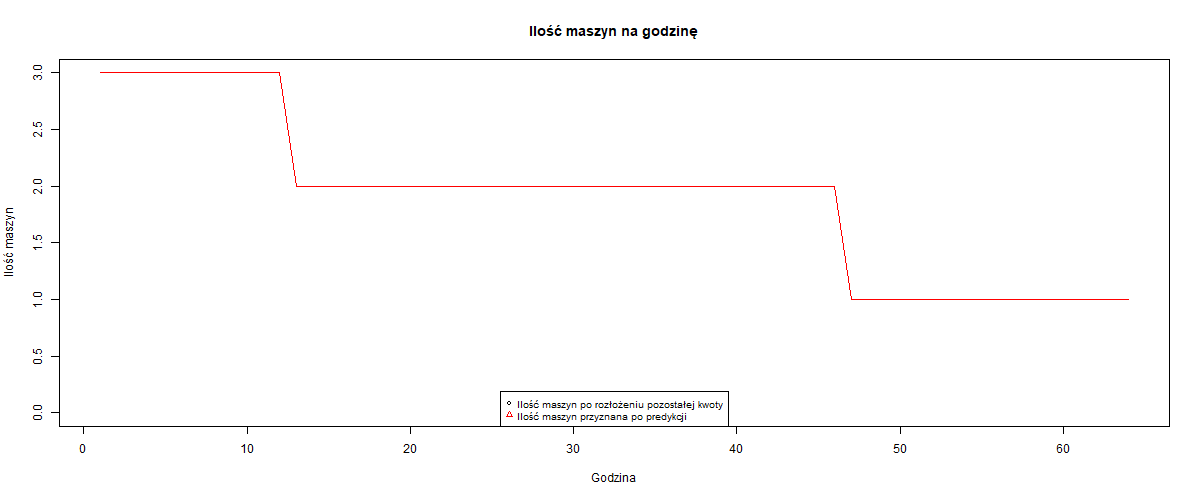 Ilość maszyn na godzinę
Ilość maszyn
3.0
2.5
2.0
1.5
1.0
0.5
0.0
Ilość maszyn po rozłożeniu pozostałej kwoty
Ilość maszyn przyznana po predykcji
0 10 20 30 40 50 60
Godzina